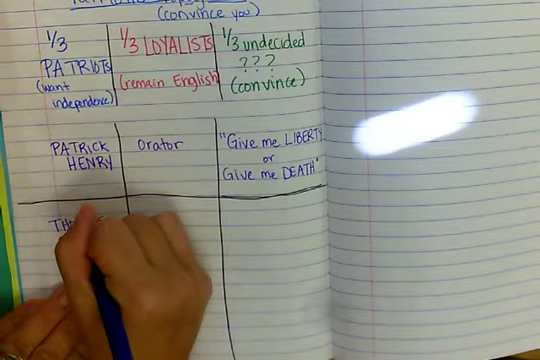 (convince you)
1/3
PATRIOTS
(want
independence)
1/3 LOYALISTS
(remain English)
1/3 undecided
? ? ?
(convince)
PATRICK
HENRY
Orator
"Give me LIBERTY
or
Give me DEATH"